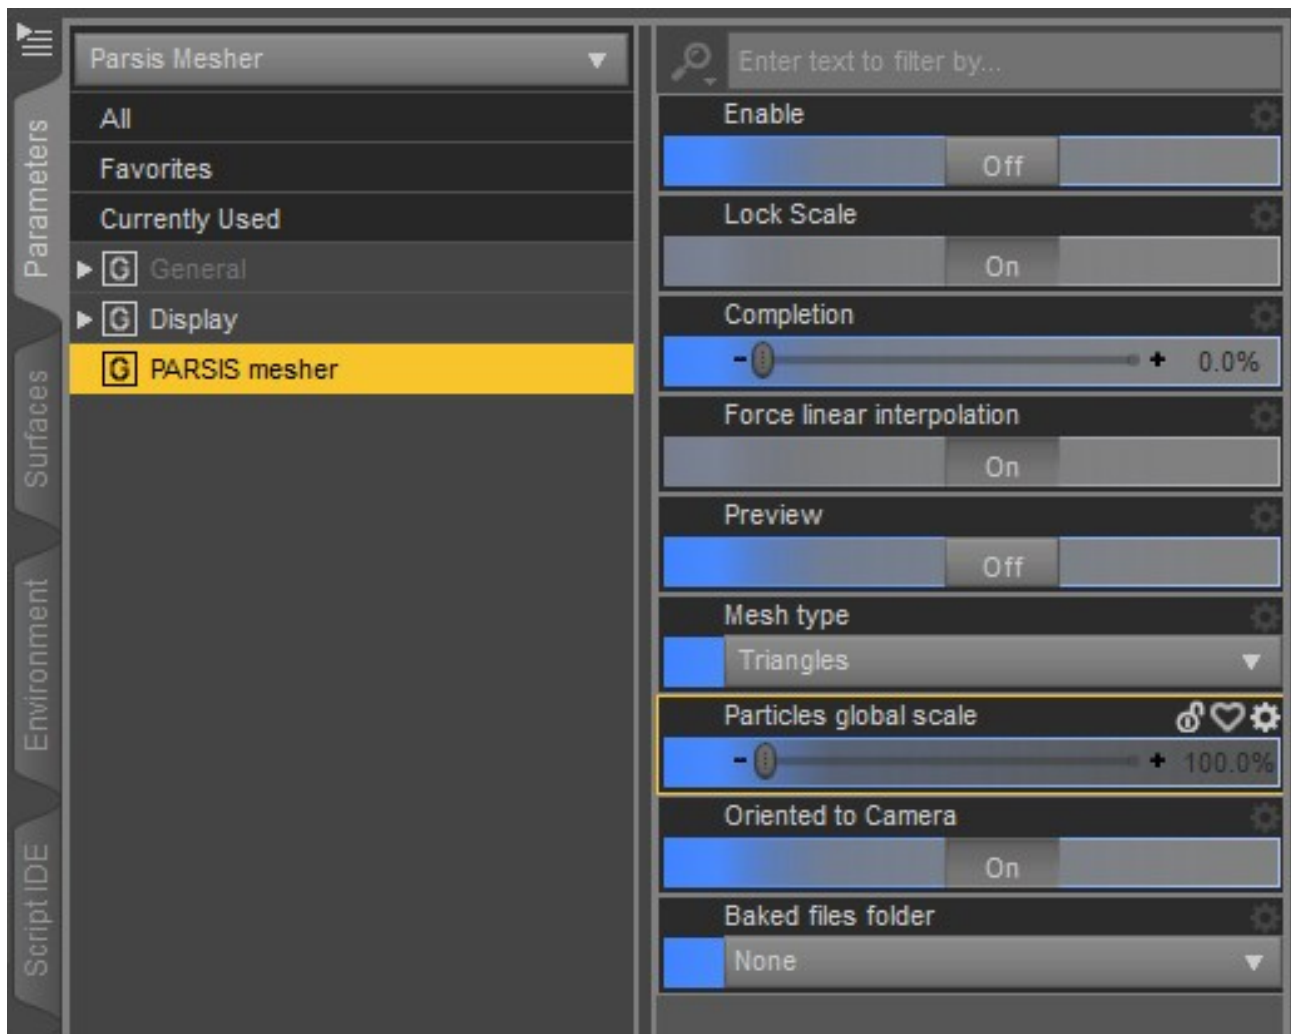 Parameters
Surfaces
Environment
Script IDE
Parsis Mesher
All
Favorites
Currently Used
G General
G Display
G PARSIS mesher
Enter text to filter by...
Enable
Off
Lock Scale
On
Completion
- + 0.0%
Force linear interpolation
On
Preview
Off
Mesh type
Triangles
Particles global scale
- + 100.0%
Oriented to Camera
On
Baked files folder
None